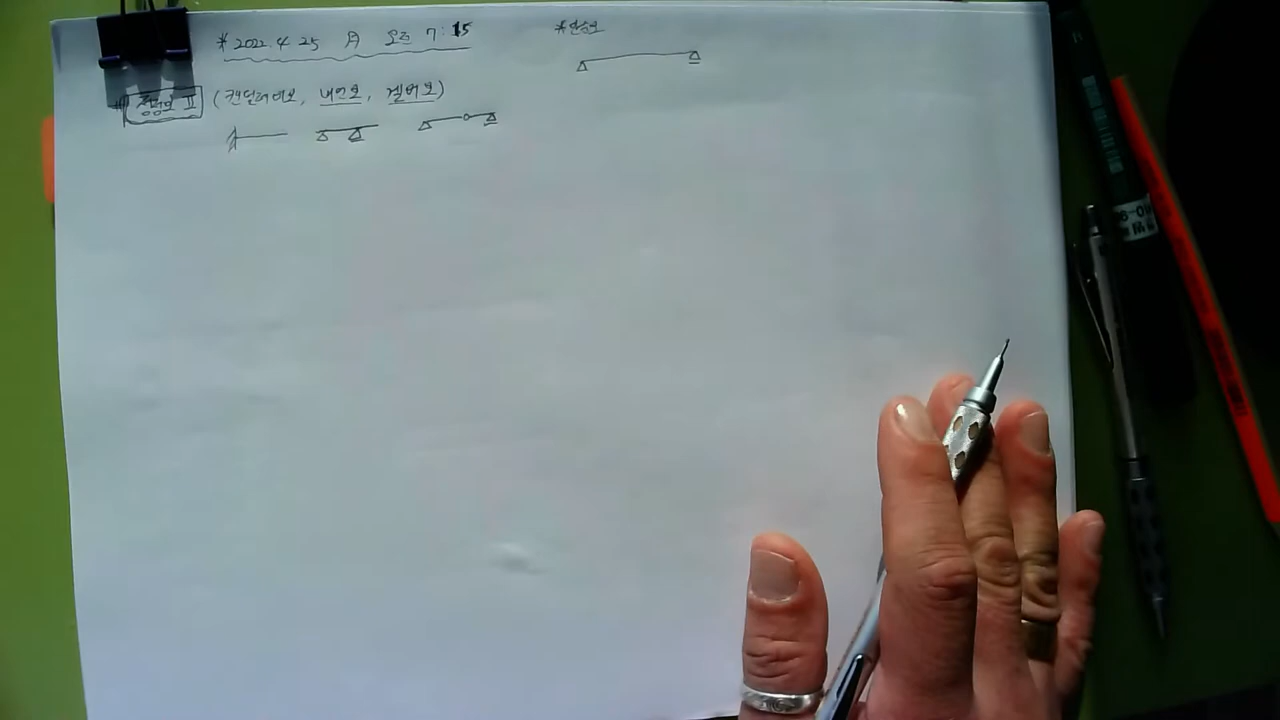 * 2022. 4. 25 月 오후 7:15
* 단순보
정정보 Ⅱ (캔틸레버보, 내민보, 겔버보)